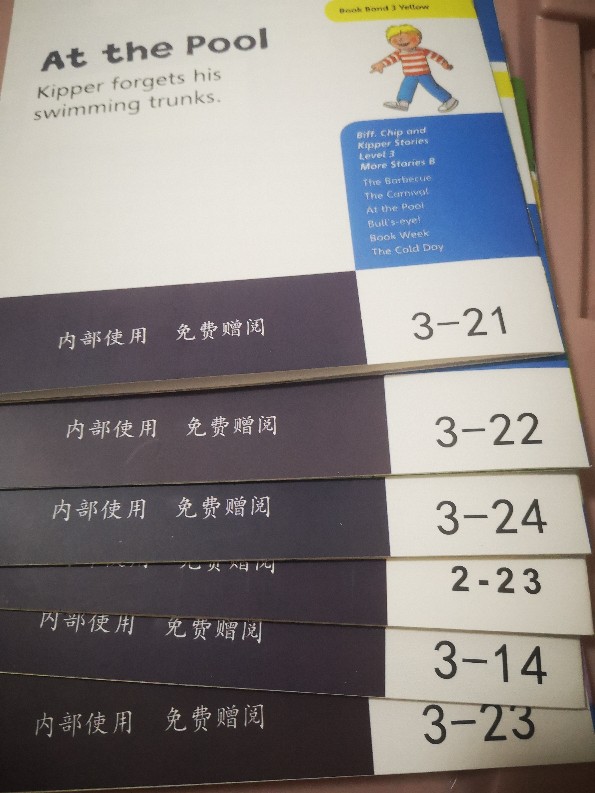 Book Band 3 Yellow
At the Pool
Kipper forgets his
swimming trunks.
Biff, Chip and
Kipper Stories
Level 3
More Stories B
The Barbecue
The Carnival
At the Pool
Bull's-eye!
Book Week
The Cold Day
内部使用 免费赠阅 3-21
内部使用 免费赠阅 3-22
内部使用 免费赠阅 3-24
免费赠阅 2-23
内部使用 免费赠阅 3-14
内部使用 免费赠阅 3-23